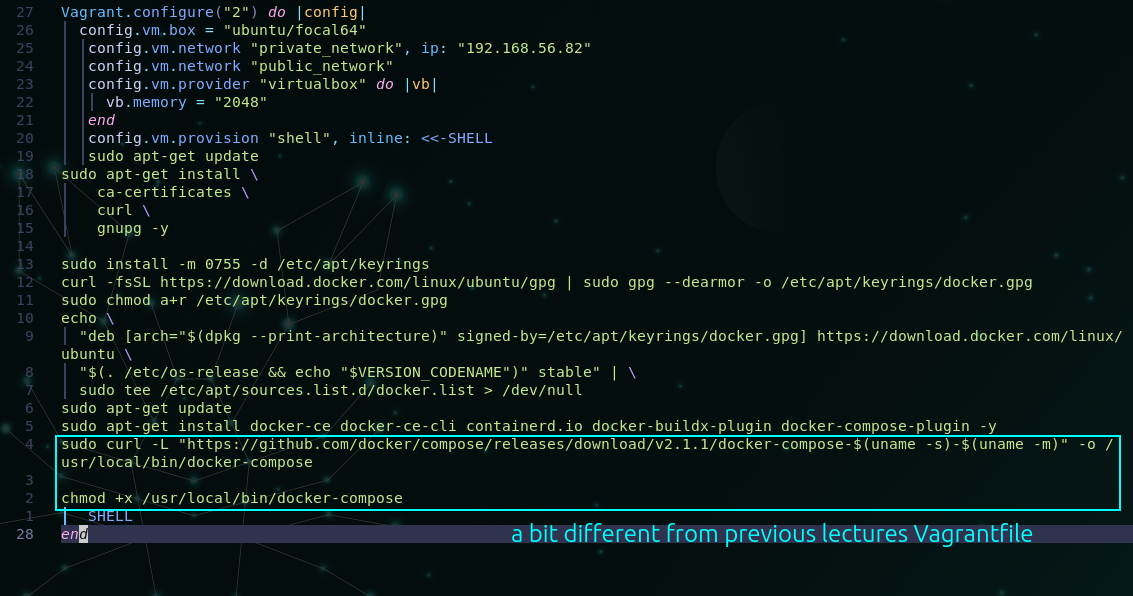 27 Vagrant.configure("2") do |config|
26 config.vm.box = "ubuntu/focal64"
25 config.vm.network "private_network", ip: "192.168.56.82"
24 config.vm.network "public_network"
23 config.vm.provider "virtualbox" do |vb|
22 vb.memory = "2048"
21 end
20 config.vm.provision "shell", inline: <<-SHELL
19 sudo apt-get update
18 sudo apt-get install \
17 ca-certificates \
16 curl \
15 gnupg -y
14
13 sudo install -m 0755 -d /etc/apt/keyrings
12 curl -fsSL https://download.docker.com/linux/ubuntu/gpg | sudo gpg --dearmor -o /etc/apt/keyrings/docker.gpg
11 sudo chmod a+r /etc/apt/keyrings/docker.gpg
10 echo \
9 "deb [arch="$(dpkg --print-architecture)" signed-by=/etc/apt/keyrings/docker.gpg] https://download.docker.com/linux/
ubuntu \
8 "$(. /etc/os-release && echo "$VERSION_CODENAME")" stable" | \
7 sudo tee /etc/apt/sources.list.d/docker.list > /dev/null
6 sudo apt-get update
5 sudo apt-get install docker-ce docker-ce-cli containerd.io docker-buildx-plugin docker-compose-plugin -y
4 sudo curl -L "https://github.com/docker/compose/releases/download/v2.1.1/docker-compose-$(uname -s)-$(uname -m)" -o /
usr/local/bin/docker-compose
3
2 chmod +x /usr/local/bin/docker-compose
1 SHELL
28 end
a bit different from previous lectures Vagrantfile